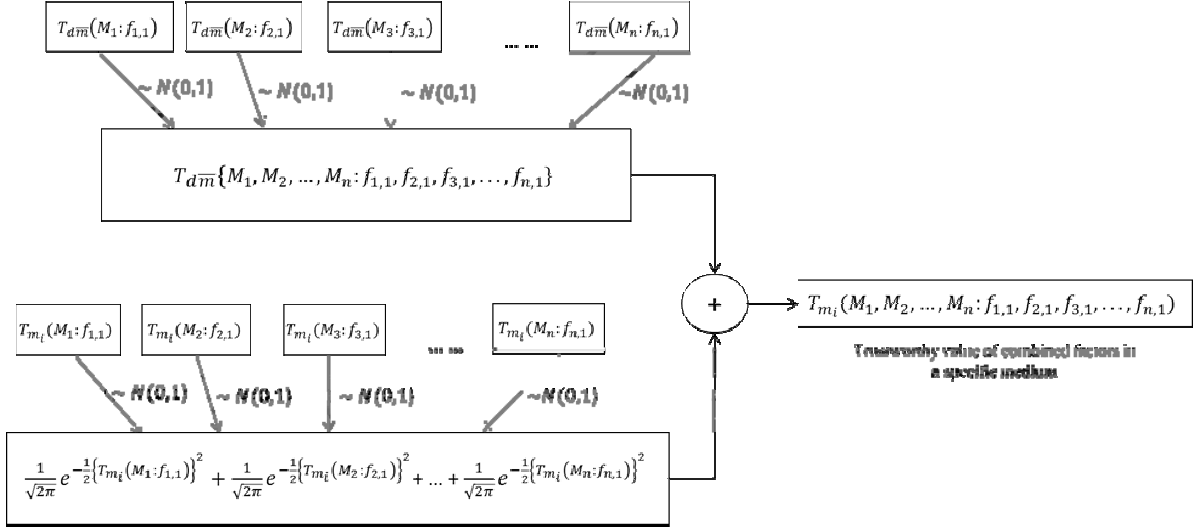 T_{d\overline{m}}(M_1:f_{1,1}) T_{d\overline{m}}(M_2:f_{2,1}) T_{d\overline{m}}(M_3:f_{3,1}) ... ... T_{d\overline{m}}(M_n:f_{n,1})
~ N(0,1) ~ N(0,1) ~ N(0,1) ~N(0,1)
T_{d\overline{m}}{M_1, M_2, ..., M_n: f_{1,1}, f_{2,1}, f_{3,1}, . . . , f_{n,1}}
+
T_{m_i}(M_1, M_2, ..., M_n: f_{1,1}, f_{2,1}, f_{3,1}, . . . , f_{n,1})
Trustworthy value of combined factors in
a specific medium
T_{m_i}(M_1:f_{1,1}) T_{m_i}(M_2:f_{2,1}) T_{m_i}(M_3:f_{3,1}) ... ... T_{m_i}(M_n:f_{n,1})
~ N(0,1) ~ N(0,1) ~ N(0,1) ~N(0,1)
\frac{1}{\sqrt{2\pi}} e^{-\frac{1}{2}{T_{m_i}(M_1:f_{1,1})}^2} + \frac{1}{\sqrt{2\pi}} e^{-\frac{1}{2}{T_{m_i}(M_2:f_{2,1})}^2} + ... + \frac{1}{\sqrt{2\pi}} e^{-\frac{1}{2}{T_{m_i}(M_n:f_{n,1})}^2}